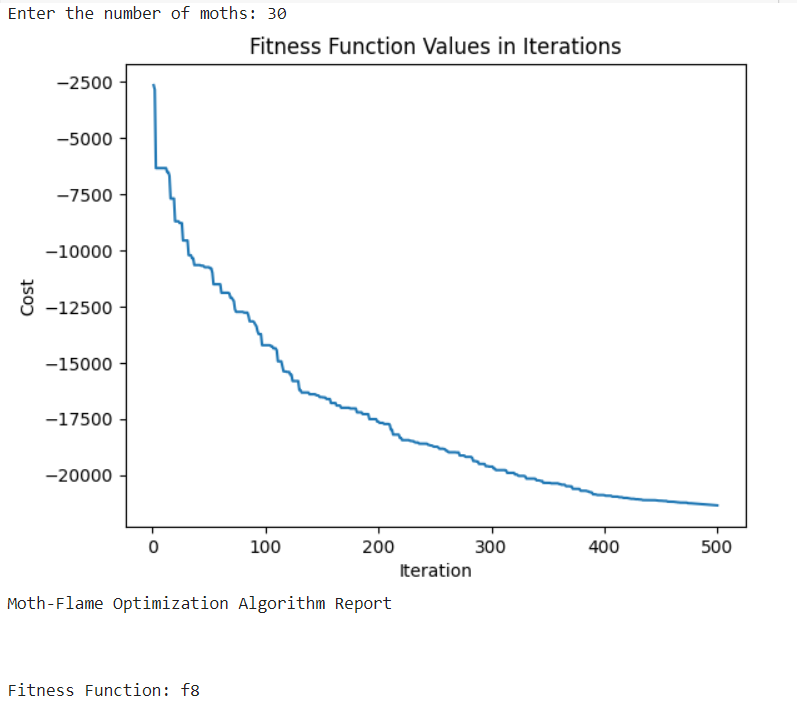 Enter the number of moths: 30
Fitness Function Values in Iterations
−2500
−5000
−7500
−10000
−12500
−15000
−17500
−20000
Cost
0 100 200 300 400 500
Iteration
Moth-Flame Optimization Algorithm Report
Fitness Function: f8